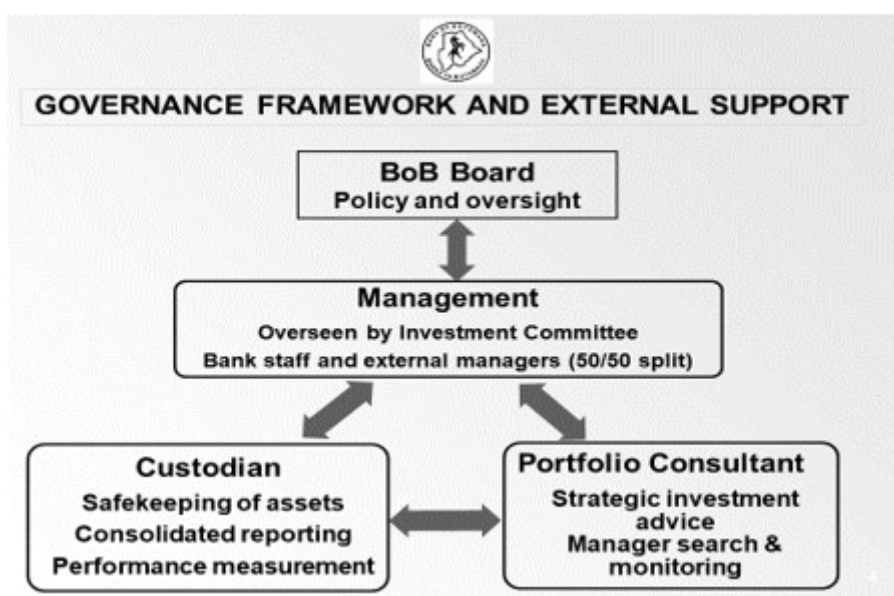 GOVERNANCE FRAMEWORK AND EXTERNAL SUPPORT
BoB Board
Policy and oversight
Management
Overseen by Investment Committee
Bank staff and external managers (50/50 split)
Custodian
Safekeeping of assets
Consolidated reporting
Performance measurement
Portfolio Consultant
Strategic investment
advice
Manager search &
monitoring
4